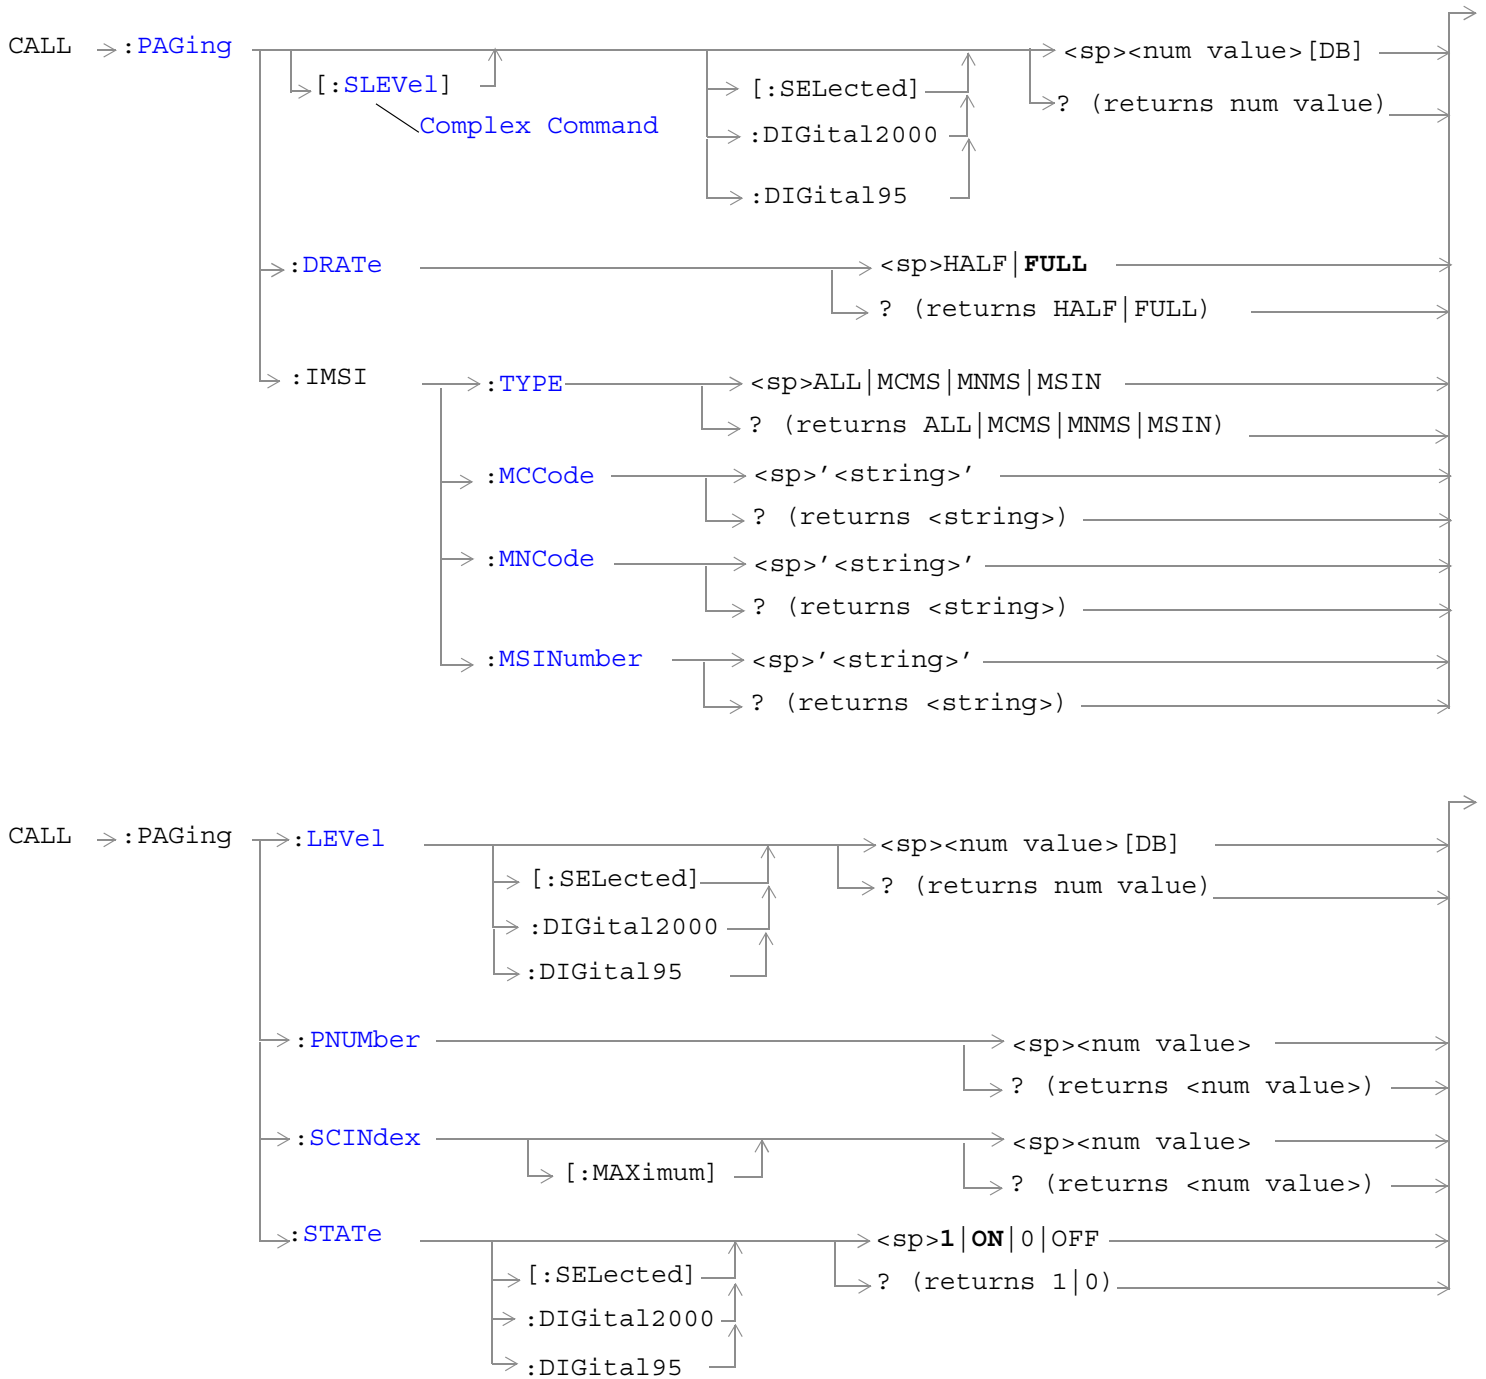 CALL :PAGing <sp><num value>[DB]
[:SLEVel] [:SELected] ? (returns num value)
Complex Command :DIGital2000
:DIGital95
:DRATe <sp>HALF|FULL
? (returns HALF|FULL)
:IMSI :TYPE <sp>ALL|MCMS|MNMS|MSIN
? (returns ALL|MCMS|MNMS|MSIN)
:MCCode <sp>’<string>’
? (returns <string>)
:MNCode <sp>’<string>’
? (returns <string>)
:MSINumber <sp>’<string>’
? (returns <string>)
CALL :PAGing :LEVel <sp><num value>[DB]
[:SELected] ? (returns num value)
:DIGital2000
:DIGital95
:PNUMber <sp><num value>
? (returns <num value>)
:SCINdex <sp><num value>
[:MAXimum] ? (returns <num value>)
:STATe <sp>1|ON|0|OFF
[:SELected] ? (returns 1|0)
:DIGital2000
:DIGital95